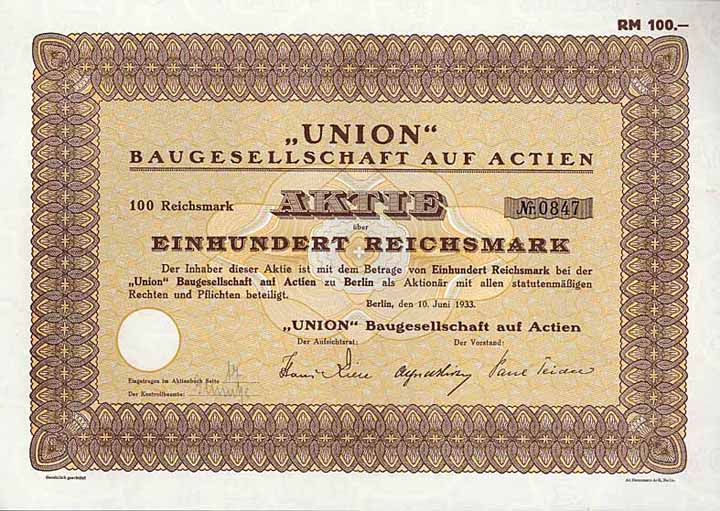 RM 100.—
„UNION“
BAUGESELLSCHAFT AUF ACTIEN
100 Reichsmark AKTIE Nr. 0847
über
EINHUNDERT REICHSMARK
Der Inhaber dieser Aktie ist mit dem Betrage von Einhundert Reichsmark bei der
„Union“ Baugesellschaft auf Actien zu Berlin als Aktionär mit allen statutenmäßigen
Rechten und Pflichten beteiligt.
Berlin, den 10. Juni 1933.
„UNION“ Baugesellschaft auf Actien
Der Aufsichtsrat: Der Vorstand:
Eingetragen im Aktienbuch Seite
Der Kontrollbeamte: